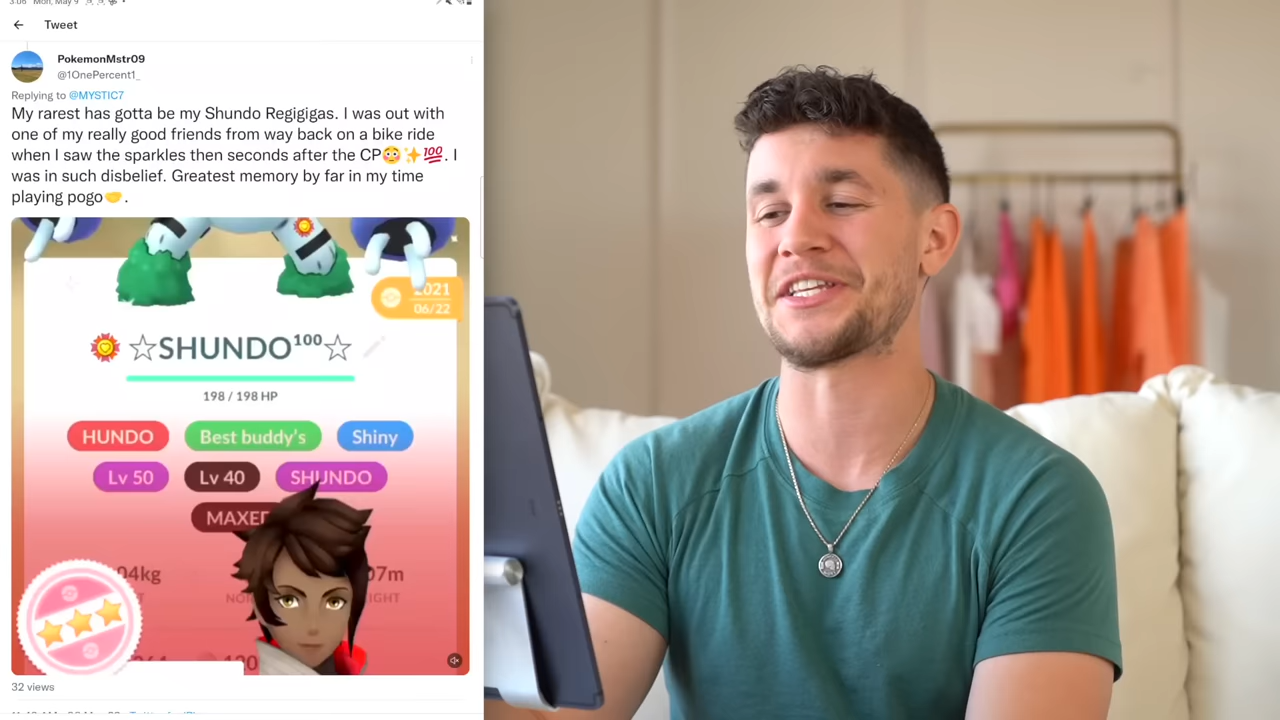 Mon, May 9
Tweet
PokemonMstr09
@1OnePercent1_
Replying to @MYSTIC7
My rarest has gotta be my Shundo Regigigas. I was out with
one of my really good friends from way back on a bike ride
when I saw the sparkles then seconds after the CP😳✨💯. I
was in such disbelief. Greatest memory by far in my time
playing pogo🤛.
2021
06/22
☆SHUNDO¹⁰⁰☆
198 / 198 HP
HUNDO Best buddy's Shiny
Lv 50 Lv 40 SHUNDO
32 views